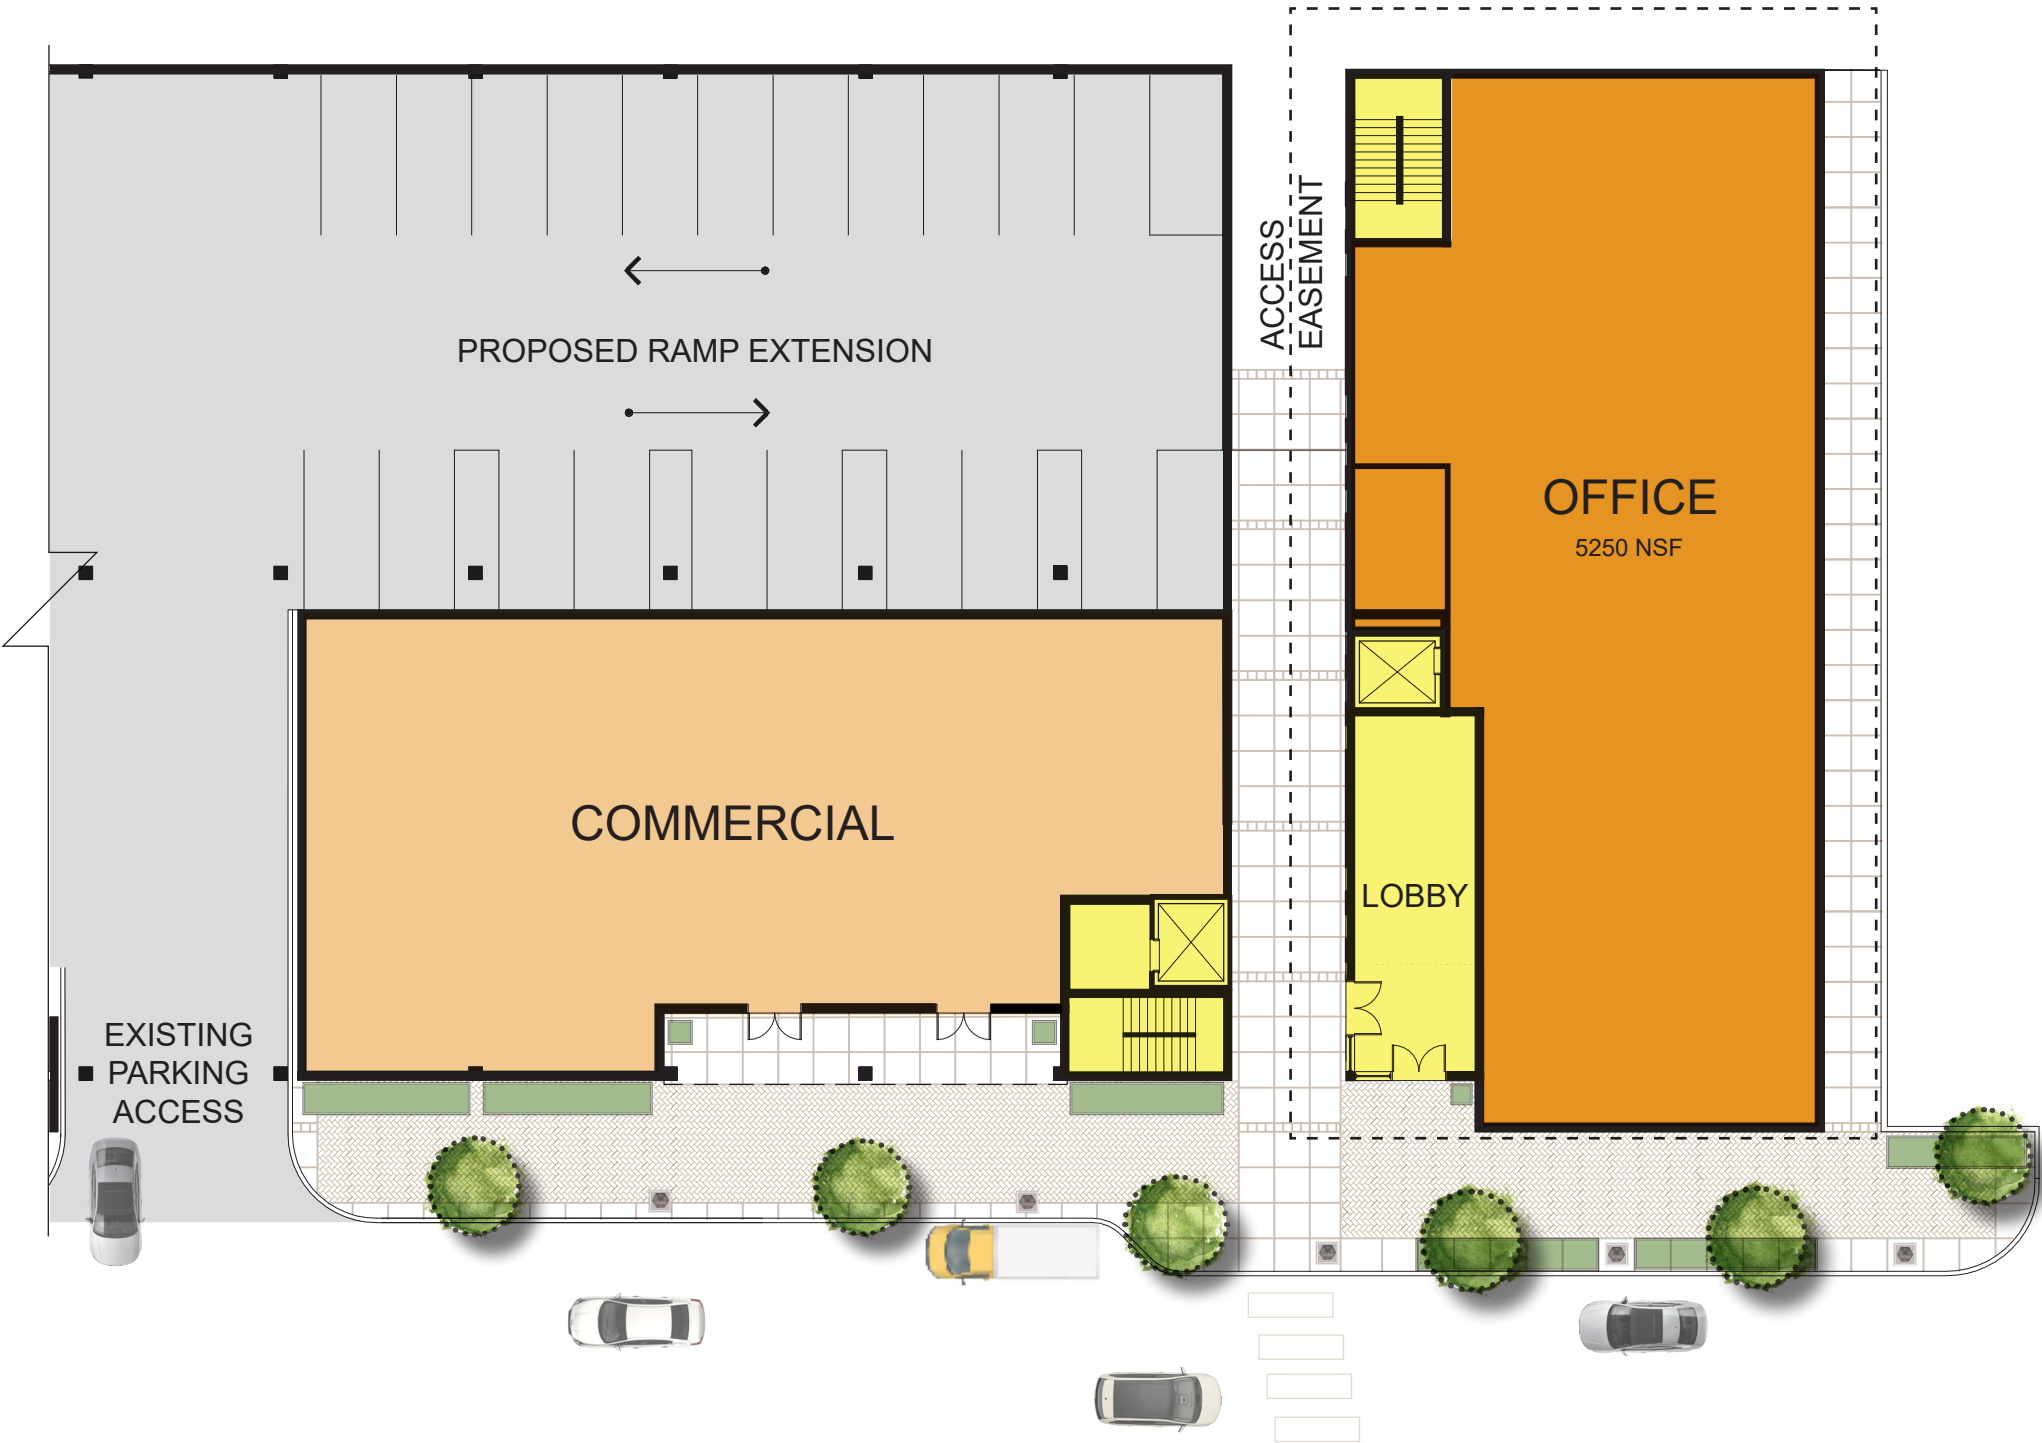 ACCESS
EASEMENT
PROPOSED RAMP EXTENSION
OFFICE
5250 NSF
COMMERCIAL
LOBBY
EXISTING
PARKING
ACCESS